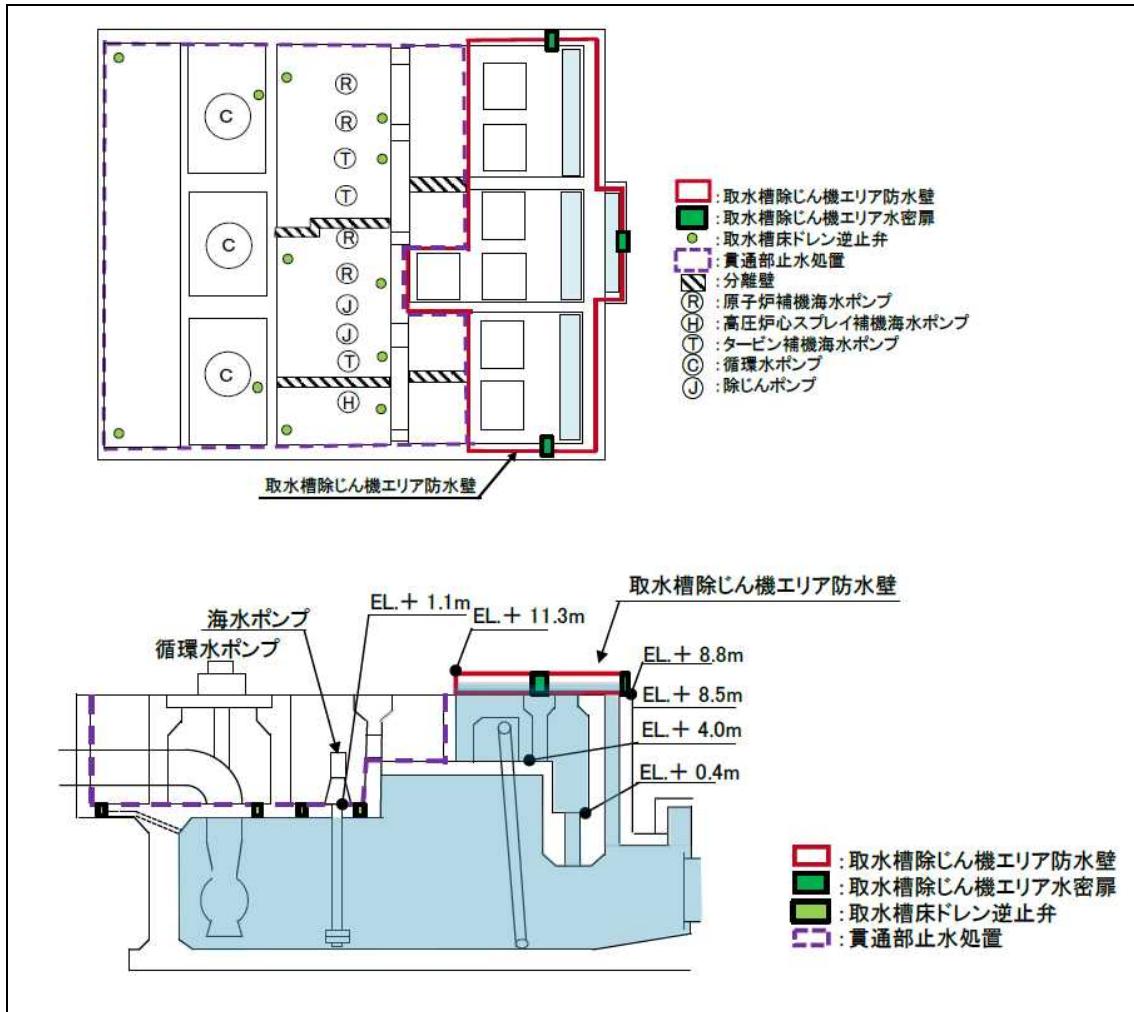 C
C
C
R
R
T
T
R
R
J
J
T
H
取水槽除じん機エリア防水壁
:取水槽除じん機エリア防水壁
:取水槽除じん機エリア水密扉
:取水槽床ドレン逆止弁
:貫通部止水処置
:分離壁
R:原子炉補機海水ポンプ
H:高圧炉心スプレイ補機海水ポンプ
T:タービン補機海水ポンプ
C:循環水ポンプ
J:除じんポンプ
取水槽除じん機エリア防水壁
EL.+ 1.1m
EL.+ 11.3m
海水ポンプ
循環水ポンプ
EL.+ 8.8m
EL.+ 8.5m
EL.+ 4.0m
EL.+ 0.4m
:取水槽除じん機エリア防水壁
:取水槽除じん機エリア水密扉
:取水槽床ドレン逆止弁
:貫通部止水処置